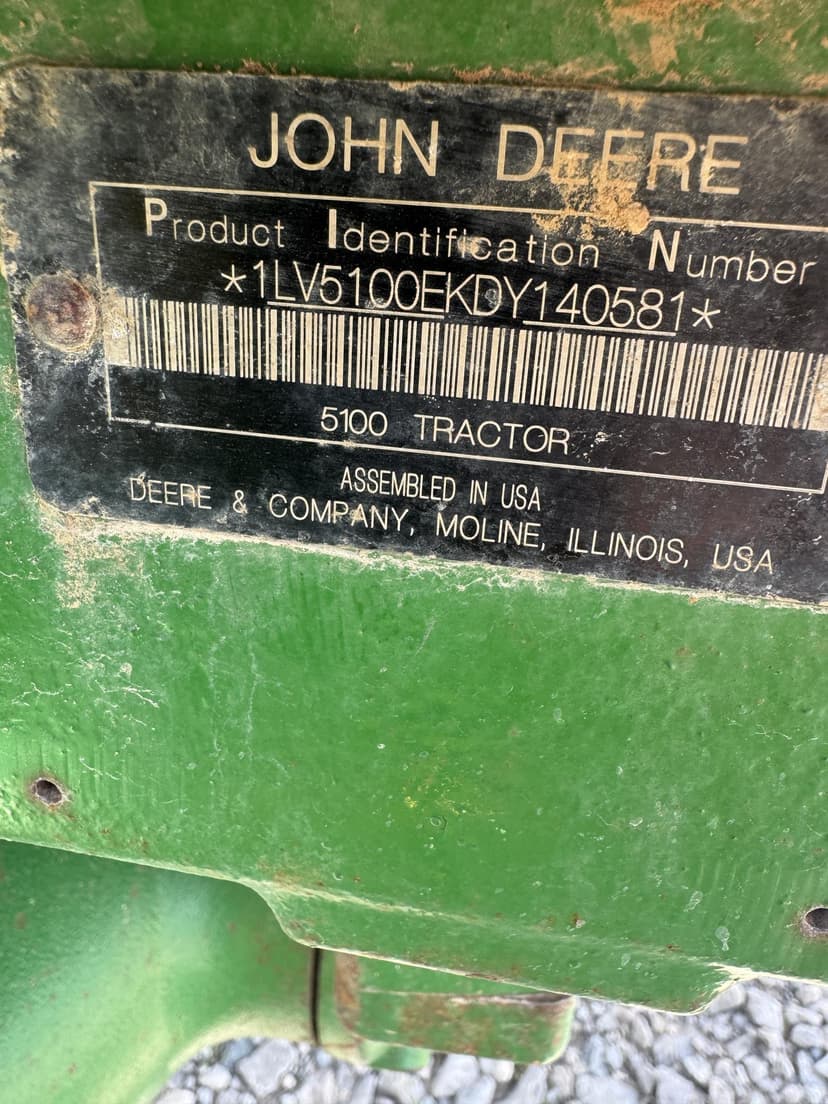 JOHN DEERE
Product Identification Number
*1LV5100EKDY140581*
5100 TRACTOR
ASSEMBLED IN USA
DEERE & COMPANY, MOLINE, ILLINOIS, USA